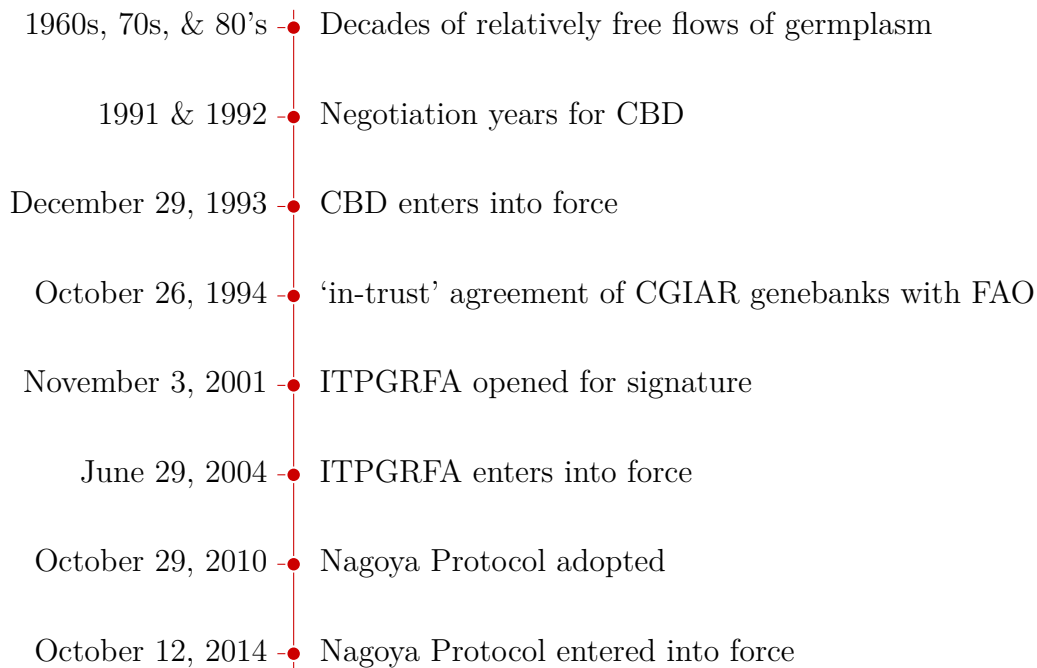 1960s, 70s, & 80's Decades of relatively free flows of germplasm
1991 & 1992 Negotiation years for CBD
December 29, 1993 CBD enters into force
October 26, 1994 ‘in-trust’ agreement of CGIAR genebanks with FAO
November 3, 2001 ITPGRFA opened for signature
June 29, 2004 ITPGRFA enters into force
October 29, 2010 Nagoya Protocol adopted
October 12, 2014 Nagoya Protocol entered into force